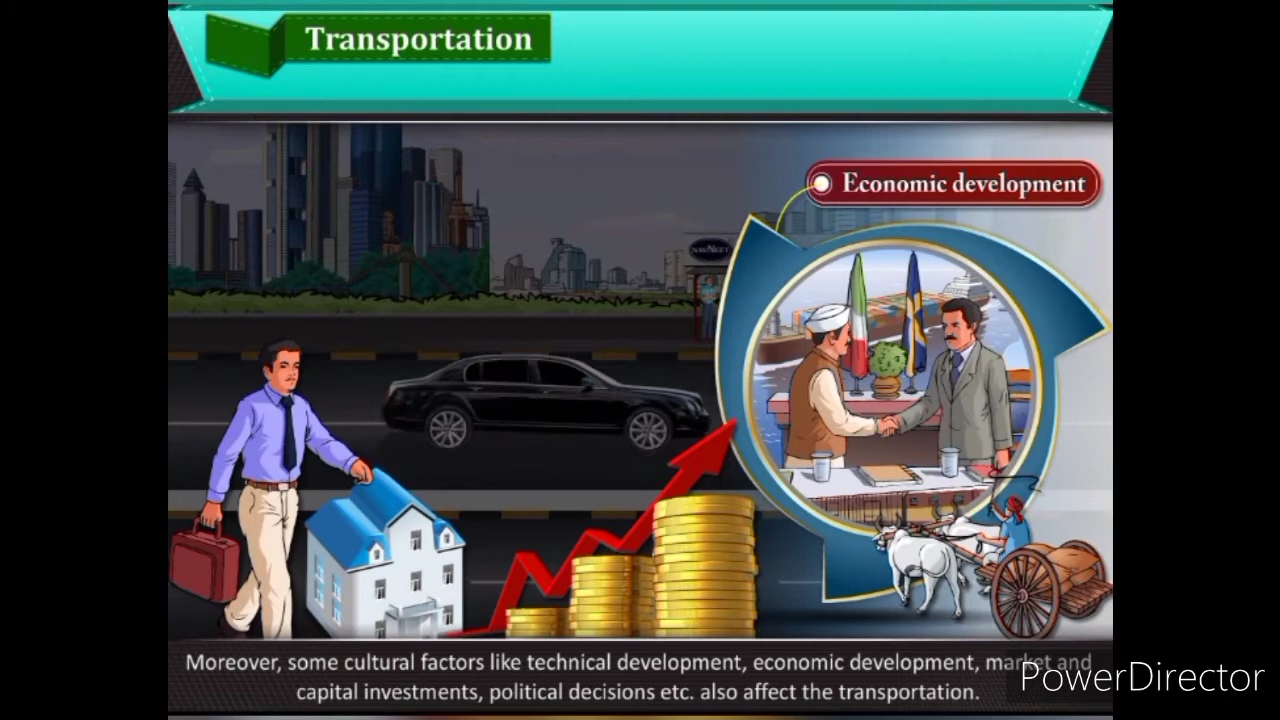 Transportation
Economic development
NAVNEET
Moreover, some cultural factors like technical development, economic development, market and
capital investments, political decisions etc. also affect the transportation.
PowerDirector